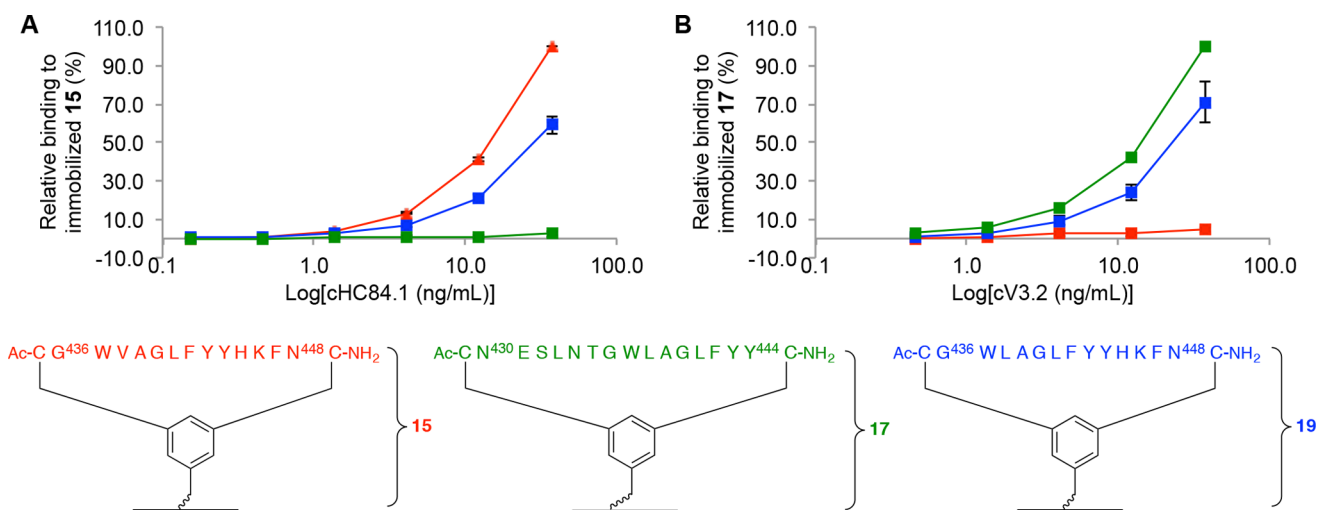 A
Relative binding to
immobilized 15 (%)
110.0
90.0
70.0
50.0
30.0
10.0
-10.0
0.1 1.0 10.0 100.0
Log[cHC84.1 (ng/mL)]
B
Relative binding to
immobilized 17 (%)
110.0
90.0
70.0
50.0
30.0
10.0
-10.0
0.1 1.0 10.0 100.0
Log[cV3.2 (ng/mL)]
Ac-C G436 W V A G L F Y Y H K F N448 C-NH2
15
Ac-C N430 E S L N T G W L A G L F Y Y444 C-NH2
17
Ac-C G436 W L A G L F Y Y H K F N448 C-NH2
19